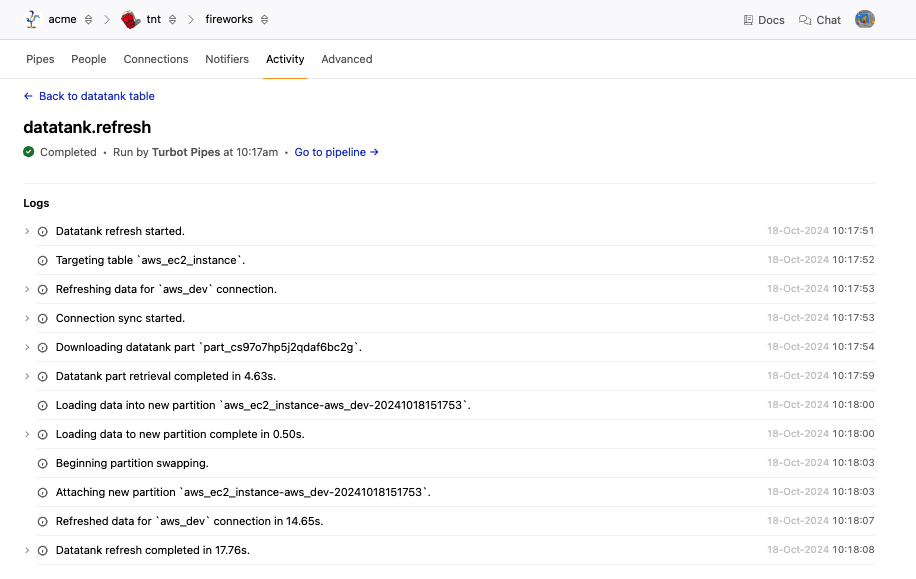 acme tnt fireworks Docs Chat
Pipes People Connections Notifiers Activity Advanced
← Back to datatank table
datatank.refresh
Completed • Run by Turbot Pipes at 10:17am • Go to pipeline →
Logs
Datatank refresh started. 18-Oct-2024 10:17:51
Targeting table `aws_ec2_instance`. 18-Oct-2024 10:17:52
Refreshing data for `aws_dev` connection. 18-Oct-2024 10:17:53
Connection sync started. 18-Oct-2024 10:17:53
Downloading datatank part `part_cs97o7hp5j2qdaf6bc2g`. 18-Oct-2024 10:17:54
Datatank part retrieval completed in 4.63s. 18-Oct-2024 10:17:59
Loading data into new partition `aws_ec2_instance-aws_dev-20241018151753`. 18-Oct-2024 10:18:00
Loading data to new partition complete in 0.50s. 18-Oct-2024 10:18:00
Beginning partition swapping. 18-Oct-2024 10:18:03
Attaching new partition `aws_ec2_instance-aws_dev-20241018151753`. 18-Oct-2024 10:18:03
Refreshed data for `aws_dev` connection in 14.65s. 18-Oct-2024 10:18:07
Datatank refresh completed in 17.76s. 18-Oct-2024 10:18:08